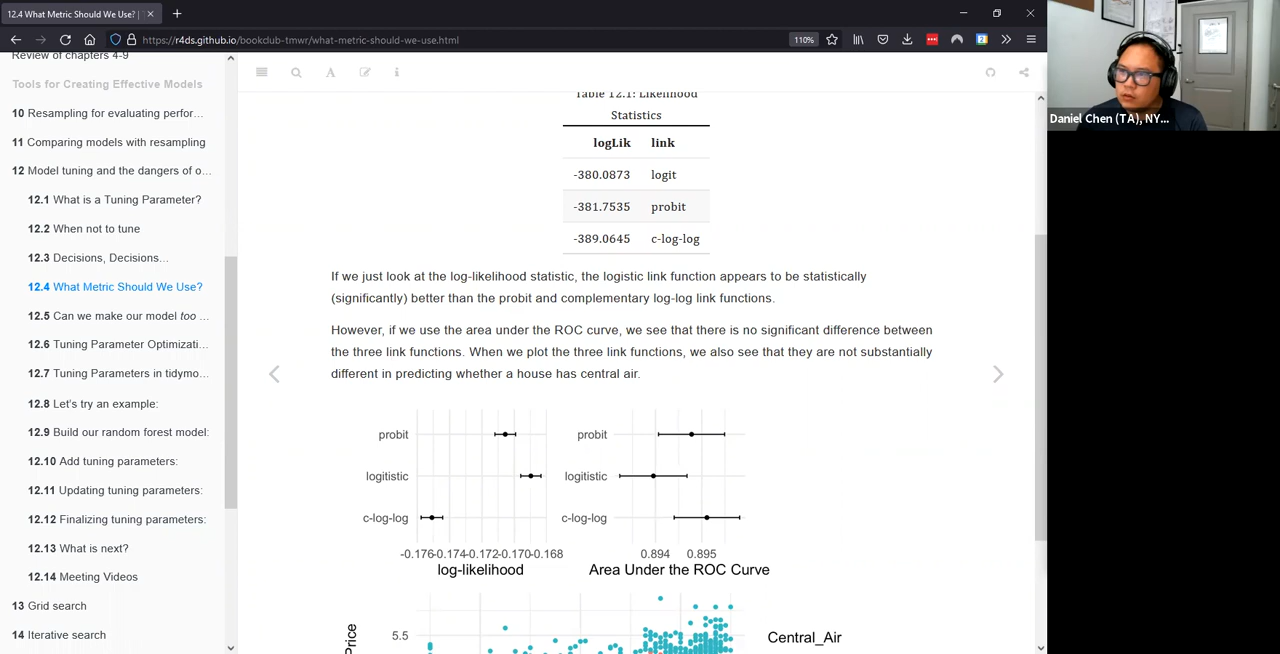 12.4 What Metric Should We Use? |
https://r4ds.github.io/bookclub-tmwr/what-metric-should-we-use.html
110%
Review of chapters 4-9
Tools for Creating Effective Models
10 Resampling for evaluating perfor...
11 Comparing models with resampling
12 Model tuning and the dangers of o...
12.1 What is a Tuning Parameter?
12.2 When not to tune
12.3 Decisions, Decisions...
12.4 What Metric Should We Use?
12.5 Can we make our model too ...
12.6 Tuning Parameter Optimizati...
12.7 Tuning Parameters in tidymo...
12.8 Let's try an example:
12.9 Build our random forest model:
12.10 Add tuning parameters:
12.11 Updating tuning parameters:
12.12 Finalizing tuning parameters:
12.13 What is next?
12.14 Meeting Videos
13 Grid search
14 Iterative search
Table 12.1: Likelihood
Statistics
logLik link
-380.0873 logit
-381.7535 probit
-389.0645 c-log-log
If we just look at the log-likelihood statistic, the logistic link function appears to be statistically
(significantly) better than the probit and complementary log-log link functions.
However, if we use the area under the ROC curve, we see that there is no significant difference between
the three link functions. When we plot the three link functions, we also see that they are not substantially
different in predicting whether a house has central air.
probit
logitistic
c-log-log
-0.176 -0.174 -0.172 -0.170 -0.168
log-likelihood
probit
logitistic
c-log-log
0.894 0.895
Area Under the ROC Curve
Price
5.5
Central_Air
Daniel Chen (TA), NY...